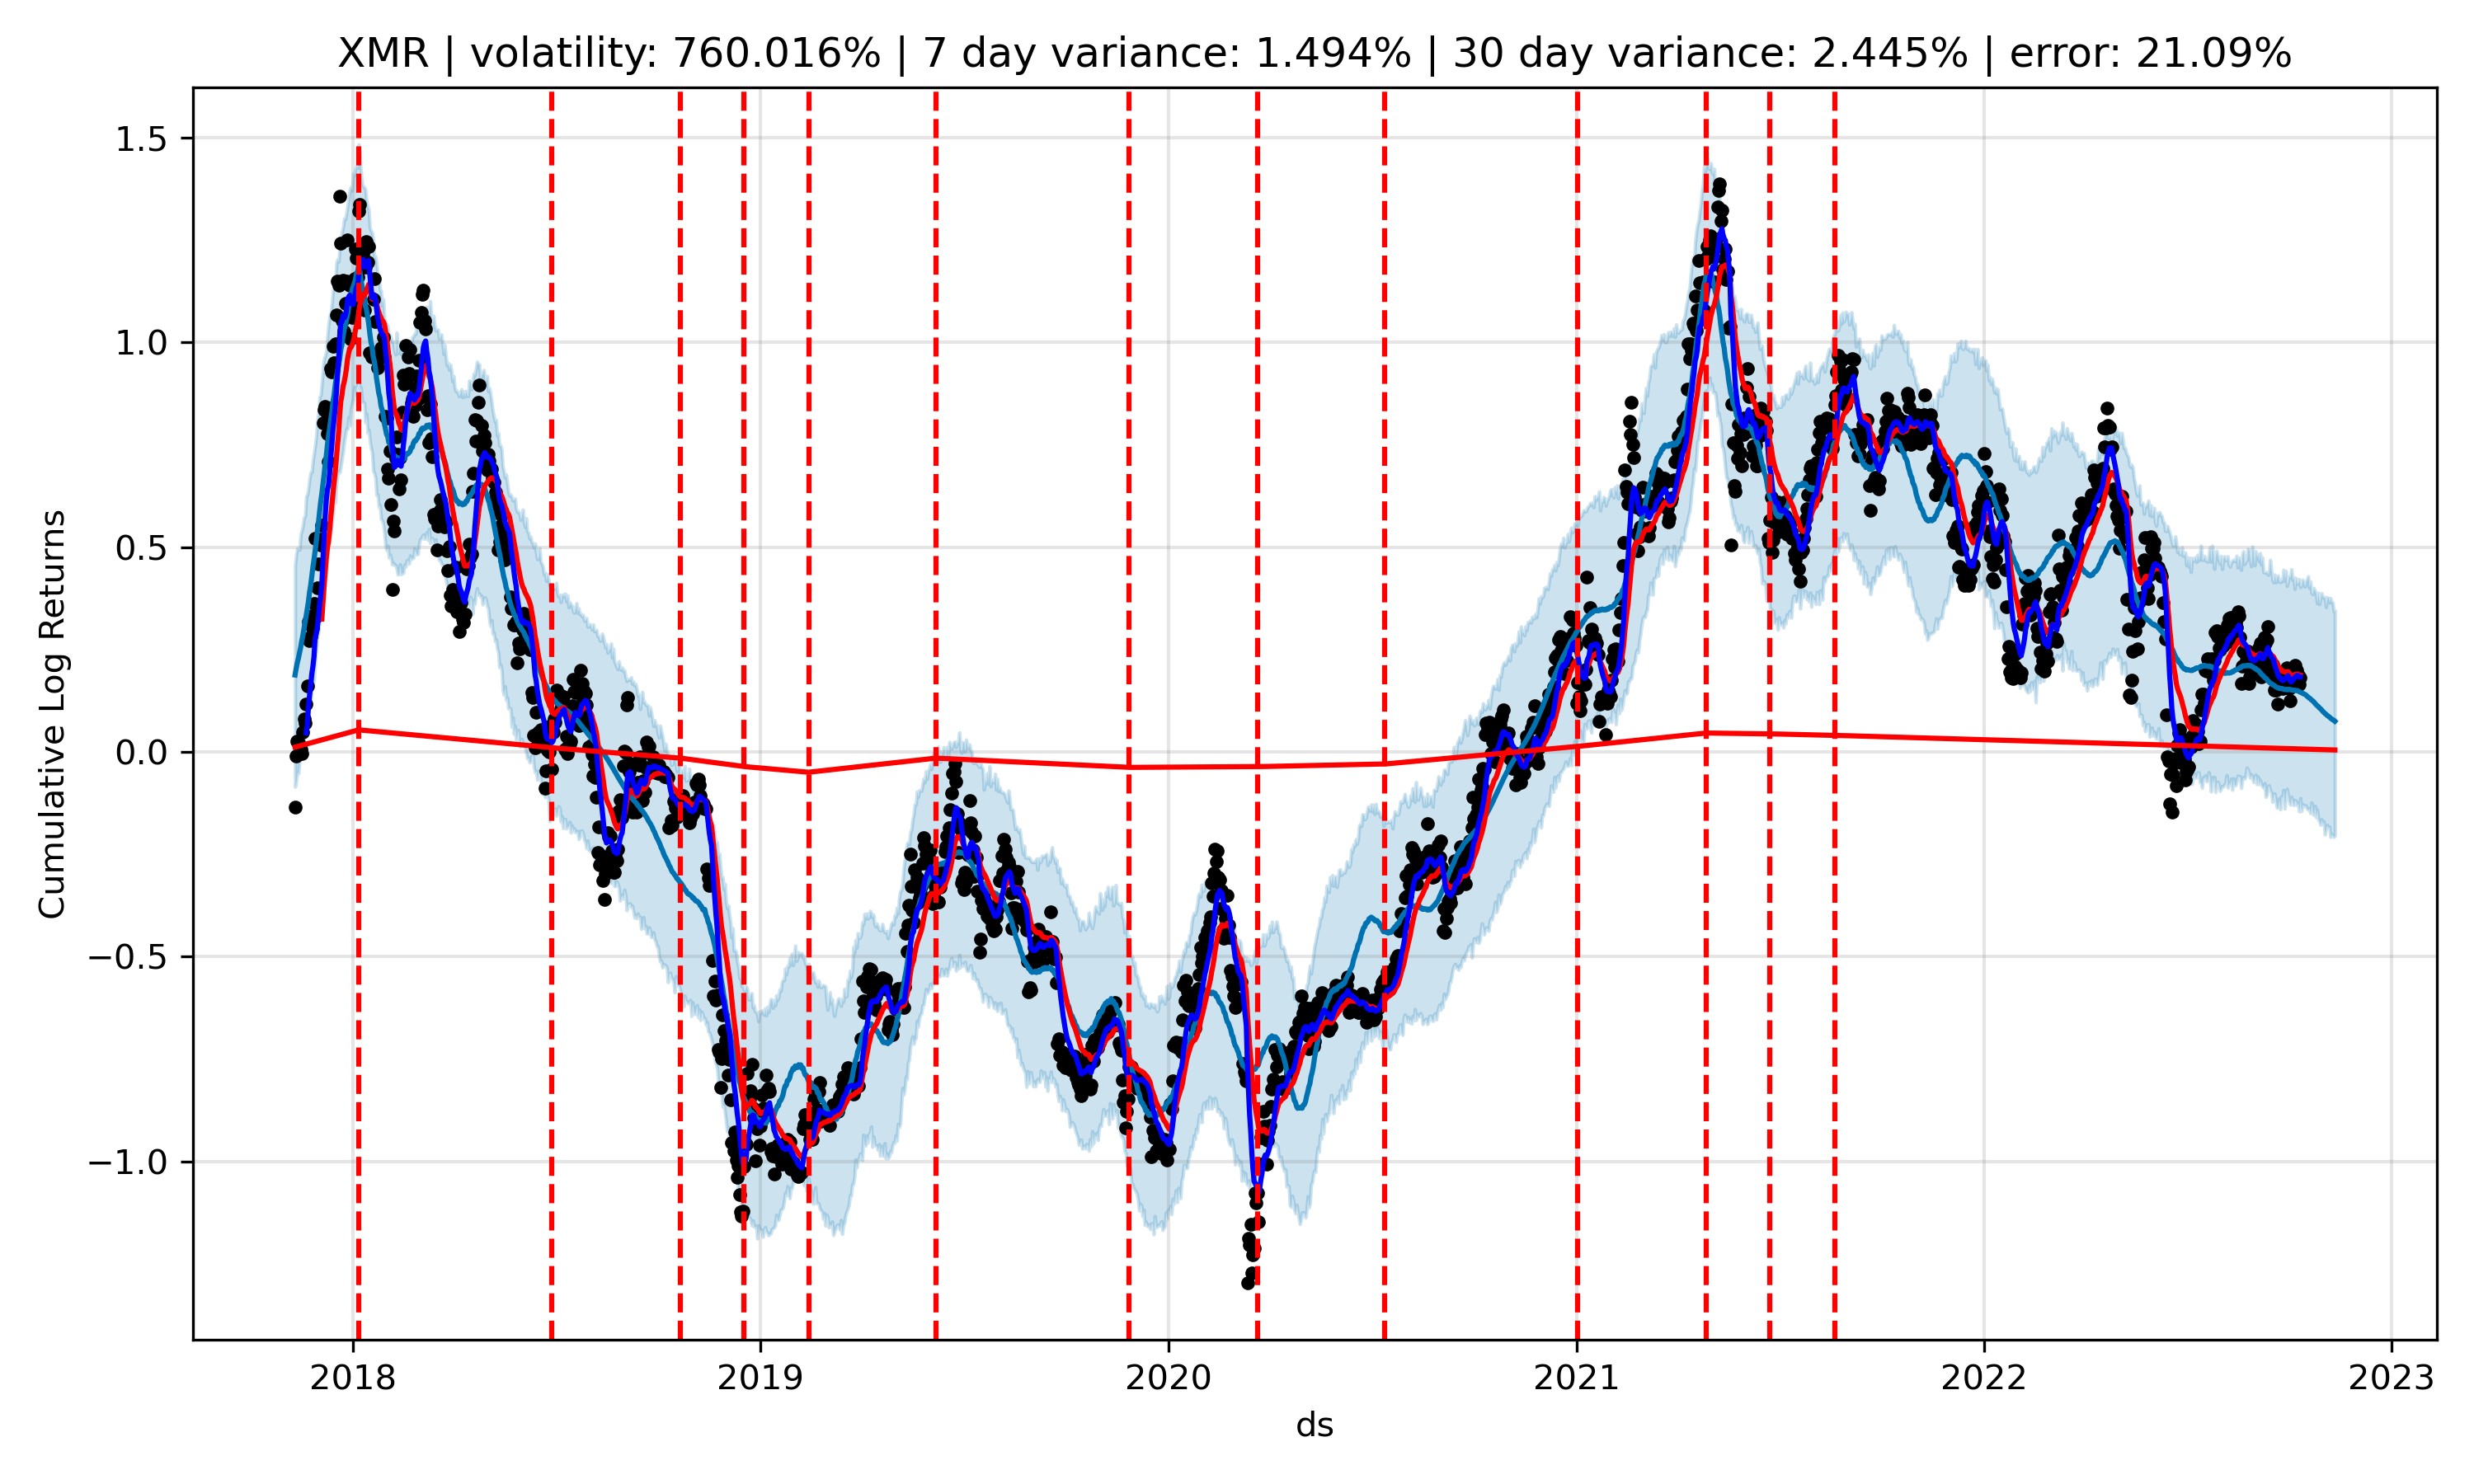 XMR | volatility: 760.016% | 7 day variance: 1.494% | 30 day variance: 2.445% | error: 21.09%
1.5
1.0
0.5
0.0
−0.5
−1.0
Cumulative Log Returns
2018 2019 2020 2021 2022 2023
ds